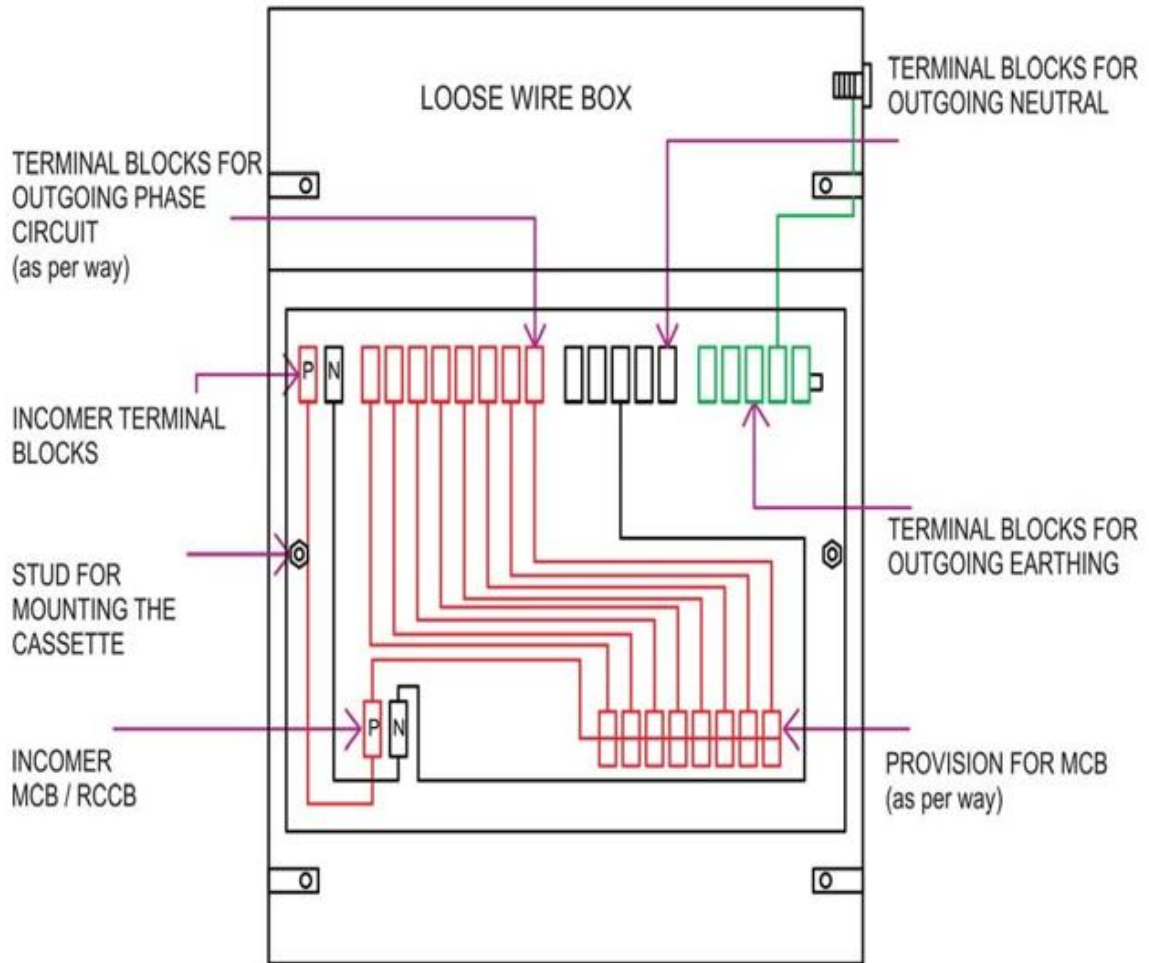 LOOSE WIRE BOX
TERMINAL BLOCKS FOR
OUTGOING NEUTRAL
TERMINAL BLOCKS FOR
OUTGOING PHASE
CIRCUIT
(as per way)
P N
INCOMER TERMINAL
BLOCKS
TERMINAL BLOCKS FOR
OUTGOING EARTHING
STUD FOR
MOUNTING THE
CASSETTE
P N
INCOMER
MCB / RCCB
PROVISION FOR MCB
(as per way)